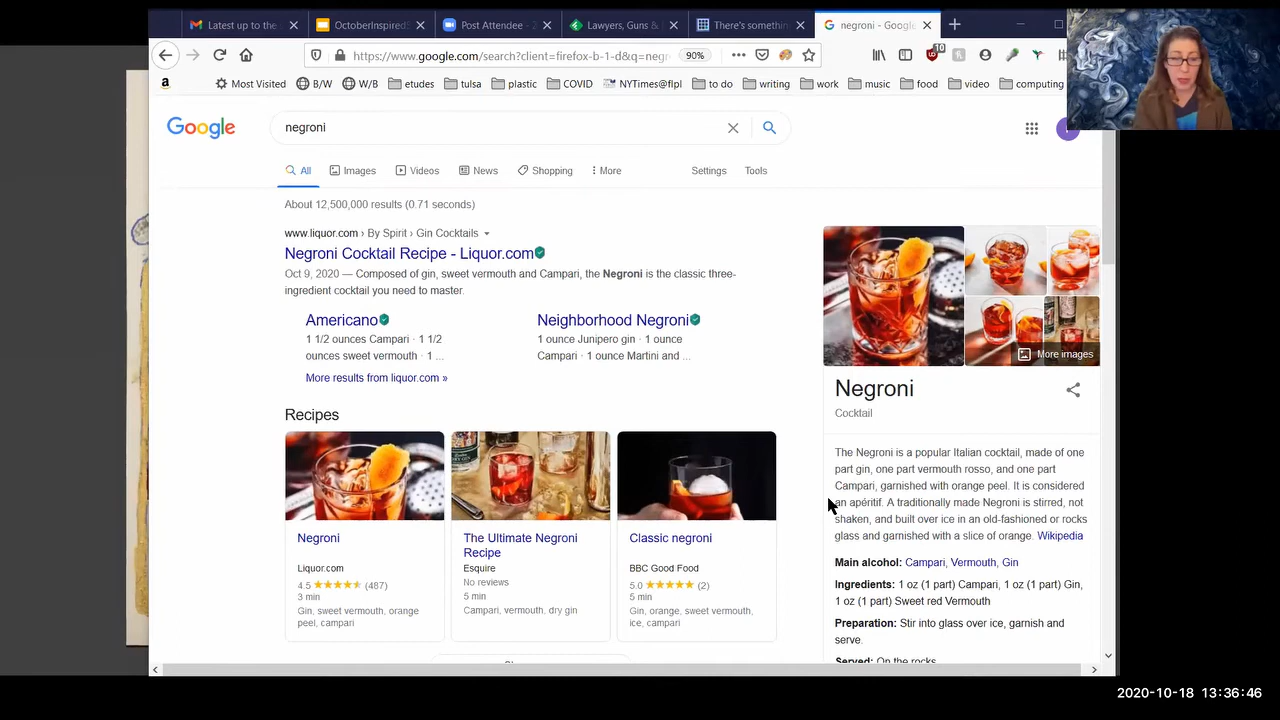 Latest up to the
OctoberInspired
Post Attendee - 2
Lawyers, Guns &
There's somethin
negroni - Google
https://www.google.com/search?client=firefox-b-1-d&q=negr
90%
10
Most Visited
B/W
W/B
etudes
tulsa
plastic
COVID
NYTimes@flpl
to do
writing
work
music
food
video
computing
Google
negroni
All
Images
Videos
News
Shopping
More
Settings
Tools
About 12,500,000 results (0.71 seconds)
www.liquor.com › By Spirit › Gin Cocktails
Negroni Cocktail Recipe - Liquor.com
Oct 9, 2020 — Composed of gin, sweet vermouth and Campari, the Negroni is the classic three-
ingredient cocktail you need to master.
Americano
1 1/2 ounces Campari · 1 1/2
ounces sweet vermouth · 1 ...
Neighborhood Negroni
1 ounce Junipero gin · 1 ounce
Campari · 1 ounce Martini and ...
More results from liquor.com »
Recipes
Negroni
Liquor.com
4.5 (487)
3 min
Gin, sweet vermouth, orange
peel, campari
The Ultimate Negroni
Recipe
Esquire
No reviews
5 min
Campari, vermouth, dry gin
Classic negroni
BBC Good Food
5.0 (2)
5 min
Gin, orange, sweet vermouth,
ice, campari
More images
Negroni
Cocktail
The Negroni is a popular Italian cocktail, made of one
part gin, one part vermouth rosso, and one part
Campari, garnished with orange peel. It is considered
an apéritif. A traditionally made Negroni is stirred, not
shaken, and built over ice in an old-fashioned or rocks
glass and garnished with a slice of orange. Wikipedia
Main alcohol: Campari, Vermouth, Gin
Ingredients: 1 oz (1 part) Campari, 1 oz (1 part) Gin,
1 oz (1 part) Sweet red Vermouth
Preparation: Stir into glass over ice, garnish and
serve.
Served: On the rocks
2020-10-18 13:36:46